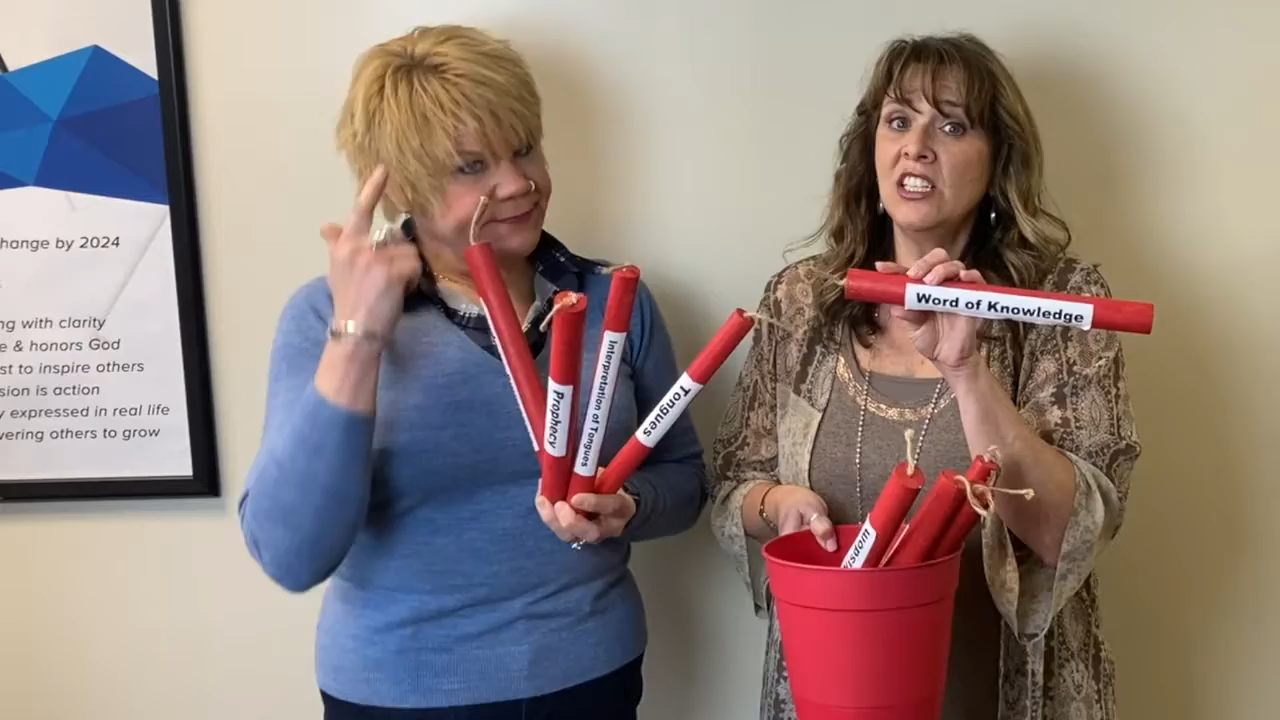 hange by 2024
ng with clarity
e & honors God
st to inspire others
sion is action
y expressed in real life
vering others to grow
Prophecy
Interpretation of Tongues
Tongues
Word of Knowledge
isdom